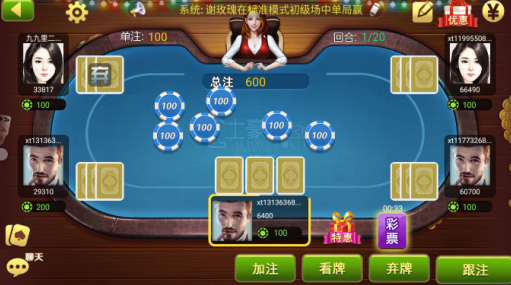 系统: 谢玫瑰在标准模式初级场中单局赢
优惠
九九里二...
33817
100
单注: 100
回合: 1/20
xt11995508...
66490
100
总注 600
100
100
100
100
100
100
xt131363...
29310
200
xt11773268...
60700
100
xt13136368...
6400
100
特惠
00:33
彩票
聊天
加注
看牌
弃牌
跟注